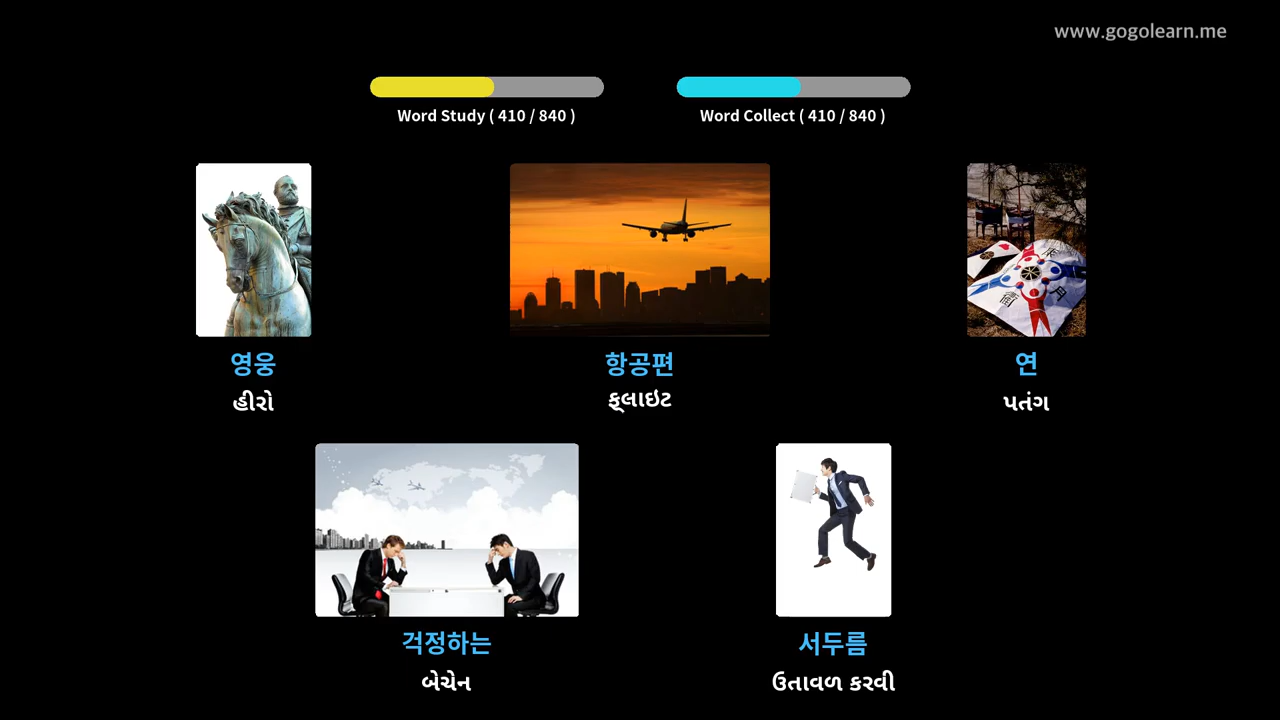 www.gogolearn.me
Word Study ( 410 / 840 )
Word Collect ( 410 / 840 )
영웅
હીરો
항공편
ફ્લાઇટ
연
પતંગ
걱정하는
બેચેન
서두름
ઉતાવળ કરવી